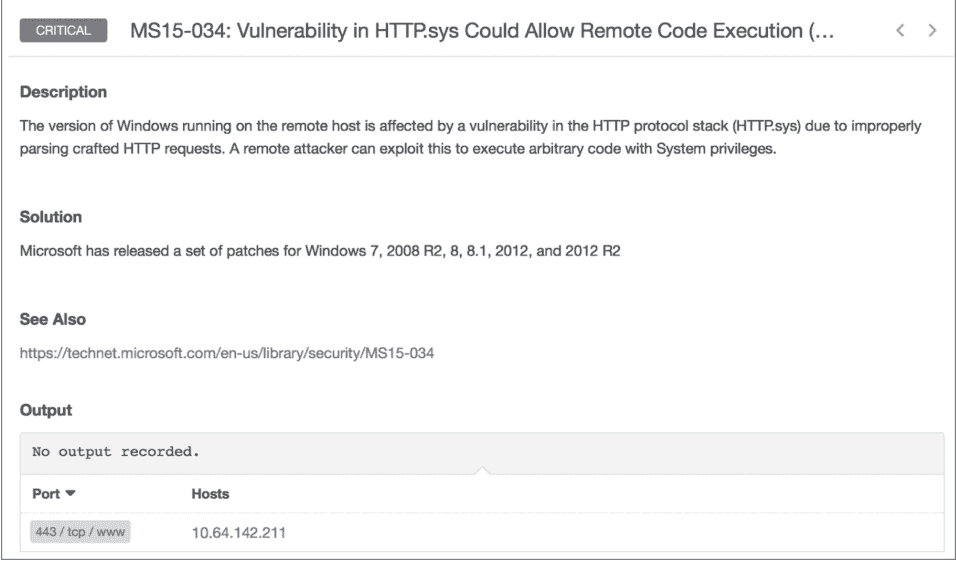 CRITICAL MS15-034: Vulnerability in HTTP.sys Could Allow Remote Code Execution (...
Description
The version of Windows running on the remote host is affected by a vulnerability in the HTTP protocol stack (HTTP.sys) due to improperly
parsing crafted HTTP requests. A remote attacker can exploit this to execute arbitrary code with System privileges.
Solution
Microsoft has released a set of patches for Windows 7, 2008 R2, 8, 8.1, 2012, and 2012 R2
See Also
https://technet.microsoft.com/en-us/library/security/MS15-034
Output
No output recorded.
Port Hosts
443 / tcp / www 10.64.142.211